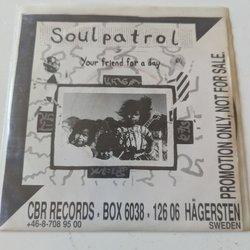 Soulpatrol
Your friend for a day
PROMOTION ONLY, NOT FOR SALE
CBR RECORDS · BOX 6038 · 126 06 HÄGERSTEN
+46-8-708 95 00
SWEDEN